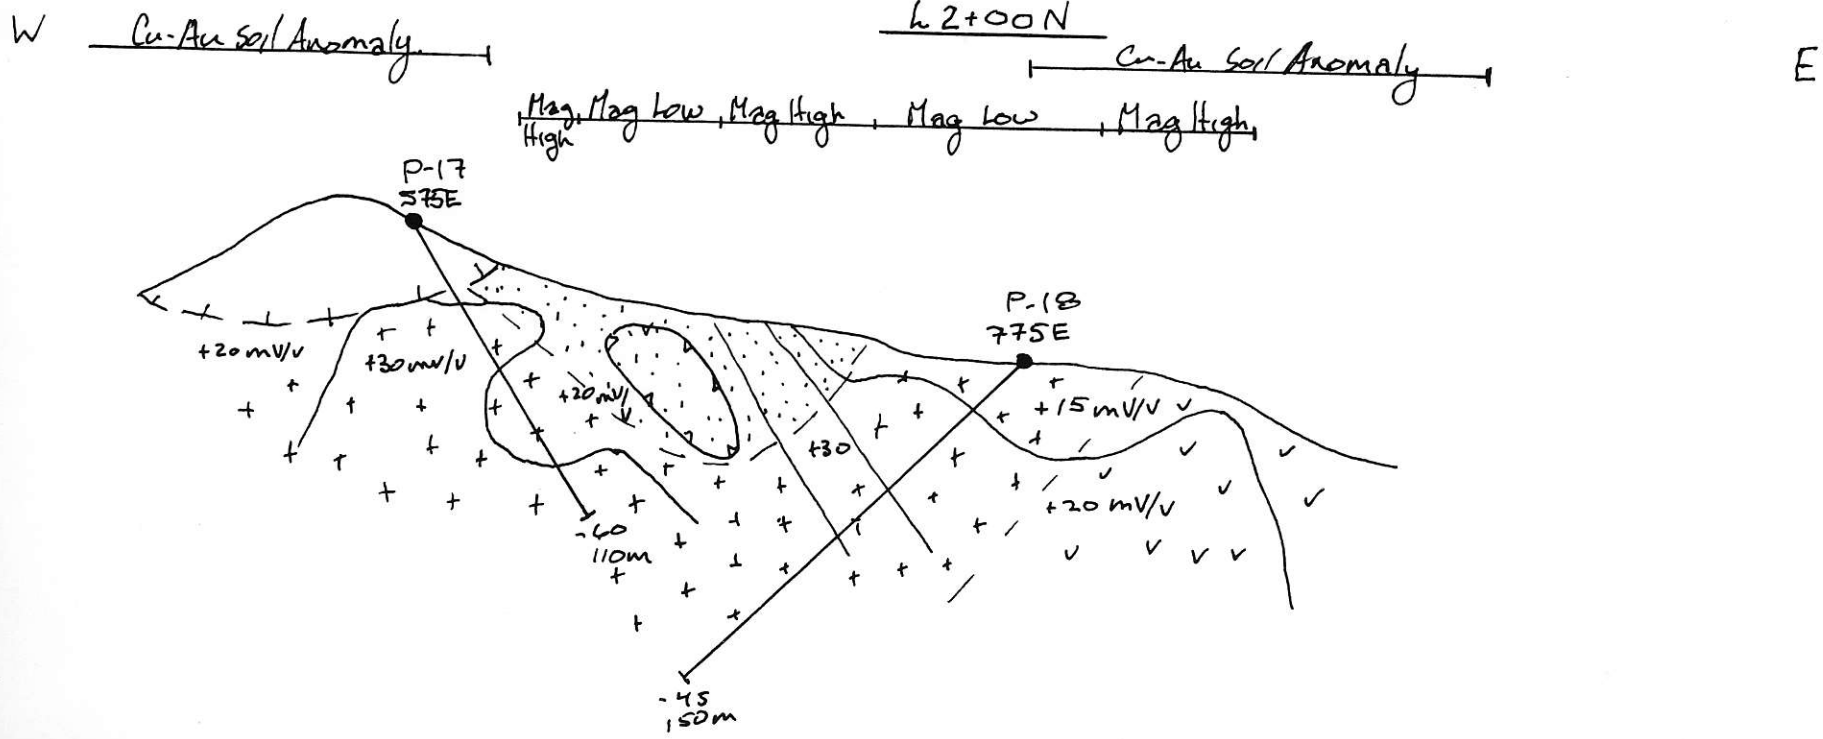 W
Cu-Au Soil Anomaly
L 2+00N
Cu-Au Soil Anomaly
E
Mag High
Mag Low
Mag High
Mag Low
Mag High
P-17
575E
P-18
775E
+20 mV/V
+30 mV/V
+20 mV/
+30
+15 mV/V
+20 mV/V
-60
110m
-45
150m